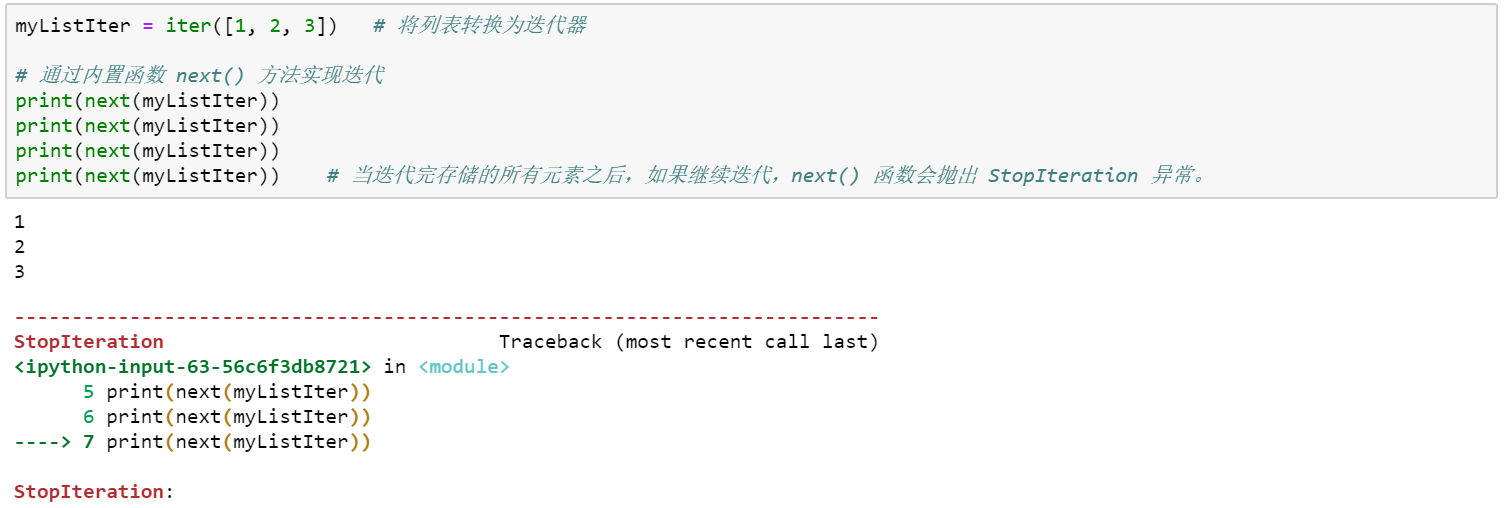 myListIter = iter([1, 2, 3])   # 将列表转换为迭代器
# 通过内置函数 next() 方法实现迭代
print(next(myListIter))
print(next(myListIter))
print(next(myListIter))
print(next(myListIter))    # 当迭代完存储的所有元素之后，如果继续迭代，next() 函数会抛出 StopIteration 异常。
1
2
3
---------------------------------------------------------------------------
StopIteration                             Traceback (most recent call last)
<ipython-input-63-56c6f3db8721> in <module>
      5 print(next(myListIter))
      6 print(next(myListIter))
----> 7 print(next(myListIter))
StopIteration: